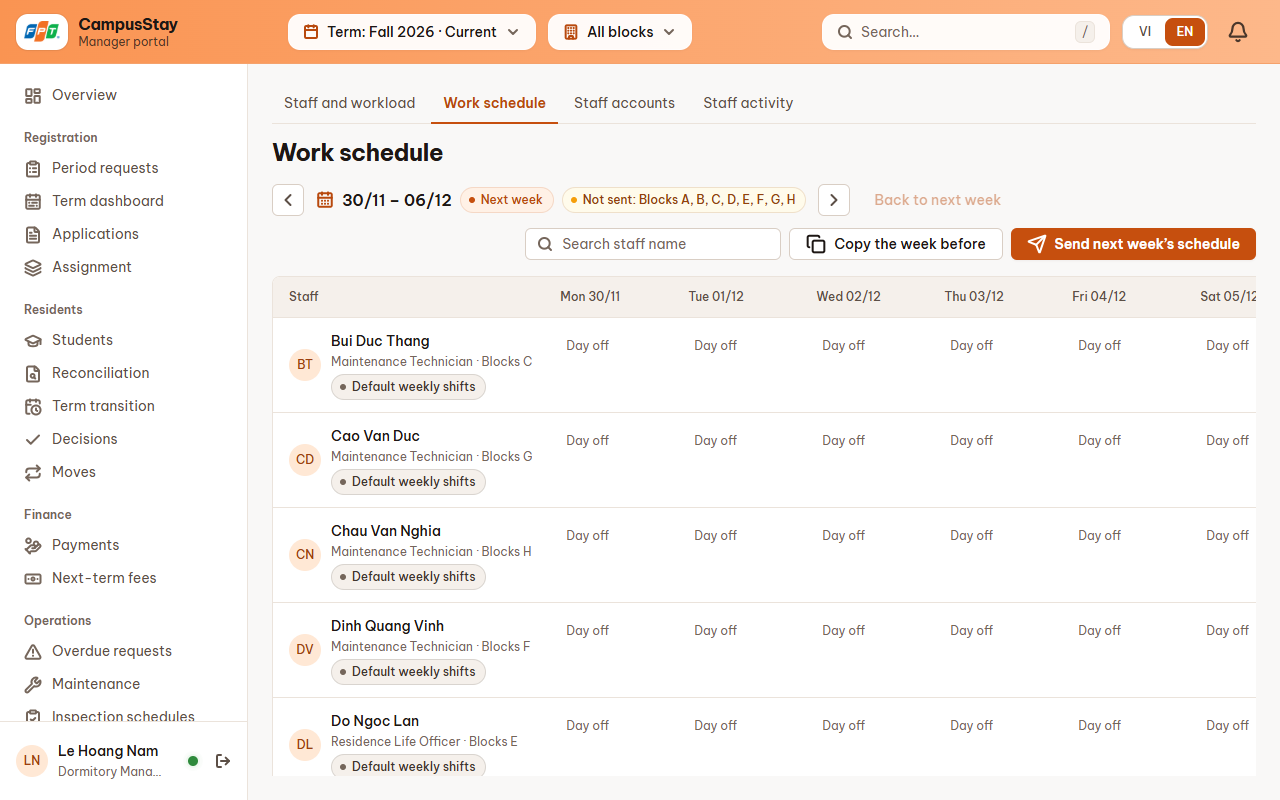 FPT
CampusStay
Manager portal
Term: Fall 2026 · Current
All blocks
Search...
/
VI
EN
Overview
Registration
Period requests
Term dashboard
Applications
Assignment
Residents
Students
Reconciliation
Term transition
Decisions
Moves
Finance
Payments
Next-term fees
Operations
Overdue requests
Maintenance
Inspection schedules
LN
Le Hoang Nam
Dormitory Mana...
Staff and workload
Work schedule
Staff accounts
Staff activity
Work schedule
30/11 – 06/12
Next week
Not sent: Blocks A, B, C, D, E, F, G, H
Back to next week
Search staff name
Copy the week before
Send next week's schedule
Staff
Mon 30/11
Tue 01/12
Wed 02/12
Thu 03/12
Fri 04/12
Sat 05/12
BT
Bui Duc Thang
Maintenance Technician · Blocks C
Default weekly shifts
Day off
Day off
Day off
Day off
Day off
Day off
CD
Cao Van Duc
Maintenance Technician · Blocks G
Default weekly shifts
Day off
Day off
Day off
Day off
Day off
Day off
CN
Chau Van Nghia
Maintenance Technician · Blocks H
Default weekly shifts
Day off
Day off
Day off
Day off
Day off
Day off
DV
Dinh Quang Vinh
Maintenance Technician · Blocks F
Default weekly shifts
Day off
Day off
Day off
Day off
Day off
Day off
DL
Do Ngoc Lan
Residence Life Officer · Blocks E
Default weekly shifts
Day off
Day off
Day off
Day off
Day off
Day off